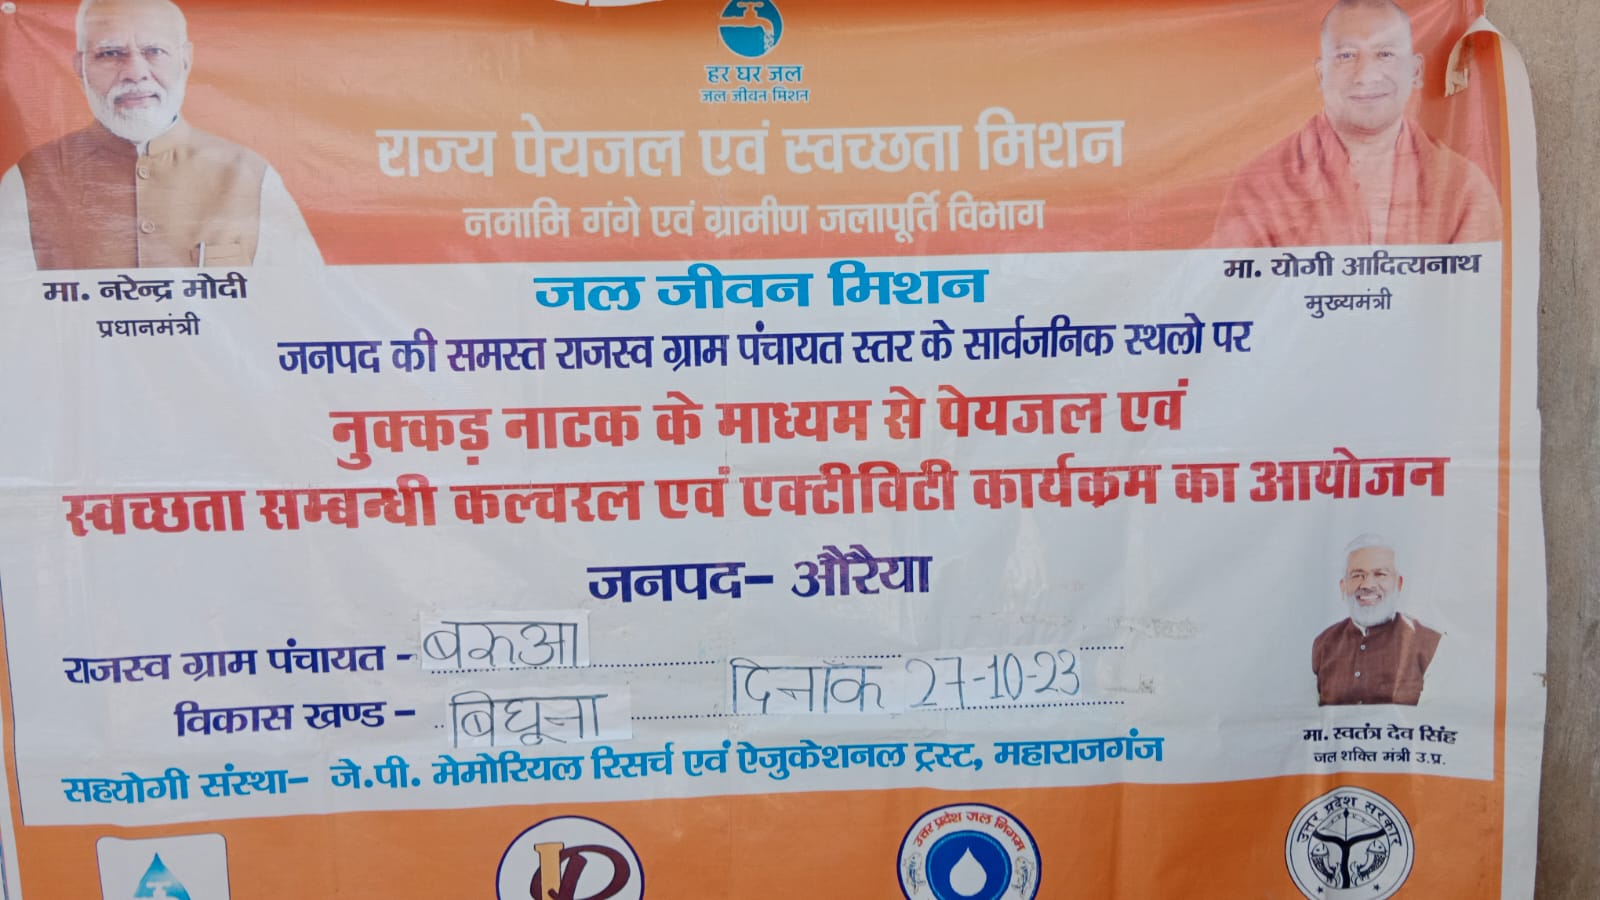 हर घर जल
जल जीवन मिशन
राज्य पेयजल एवं स्वच्छता मिशन
नमामि गंगे एवं ग्रामीण जलापूर्ति विभाग
मा. नरेन्द्र मोदी
प्रधानमंत्री
मा. योगी आदित्यनाथ
मुख्यमंत्री
जल जीवन मिशन
जनपद की समस्त राजस्व ग्राम पंचायत स्तर के सार्वजनिक स्थलो पर
नुक्कड़ नाटक के माध्यम से पेयजल एवं
स्वच्छता सम्बन्धी कल्चरल एवं एक्टीविटी कार्यक्रम का आयोजन
जनपद– औरैया
राजस्व ग्राम पंचायत – बरुआ
विकास खण्ड – बिधूना दिनाँक 27-10-23
मा. स्वतंत्र देव सिंह
जल शक्ति मंत्री उ.प्र.
सहयोगी संस्था– जे.पी. मेमोरियल रिसर्च एवं ऐजुकेशनल ट्रस्ट, महाराजगंज
उत्तर प्रदेश जल निगम
उत्तर प्रदेश सरकार